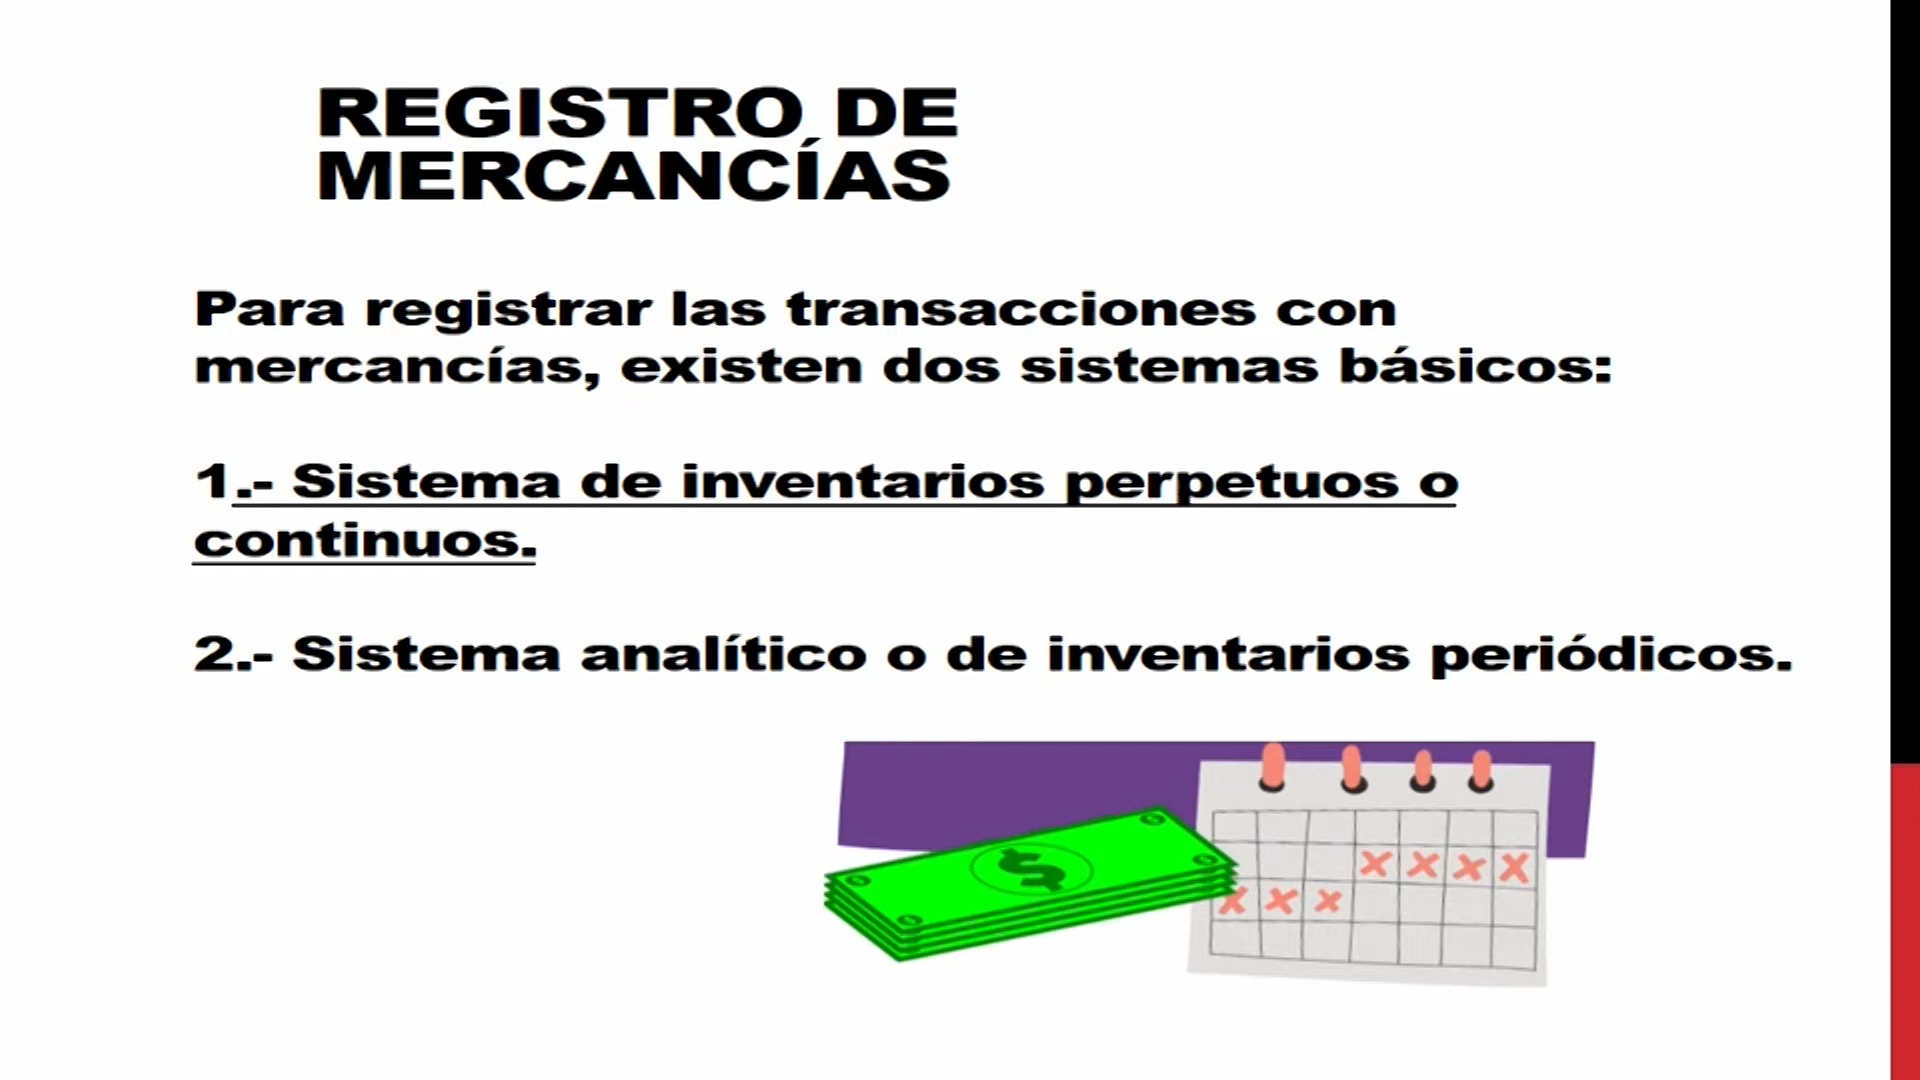 REGISTRO DE
MERCANCÍAS
Para registrar las transacciones con
mercancías, existen dos sistemas básicos:
1.- Sistema de inventarios perpetuos o
continuos.
2.- Sistema analítico o de inventarios periódicos.
$